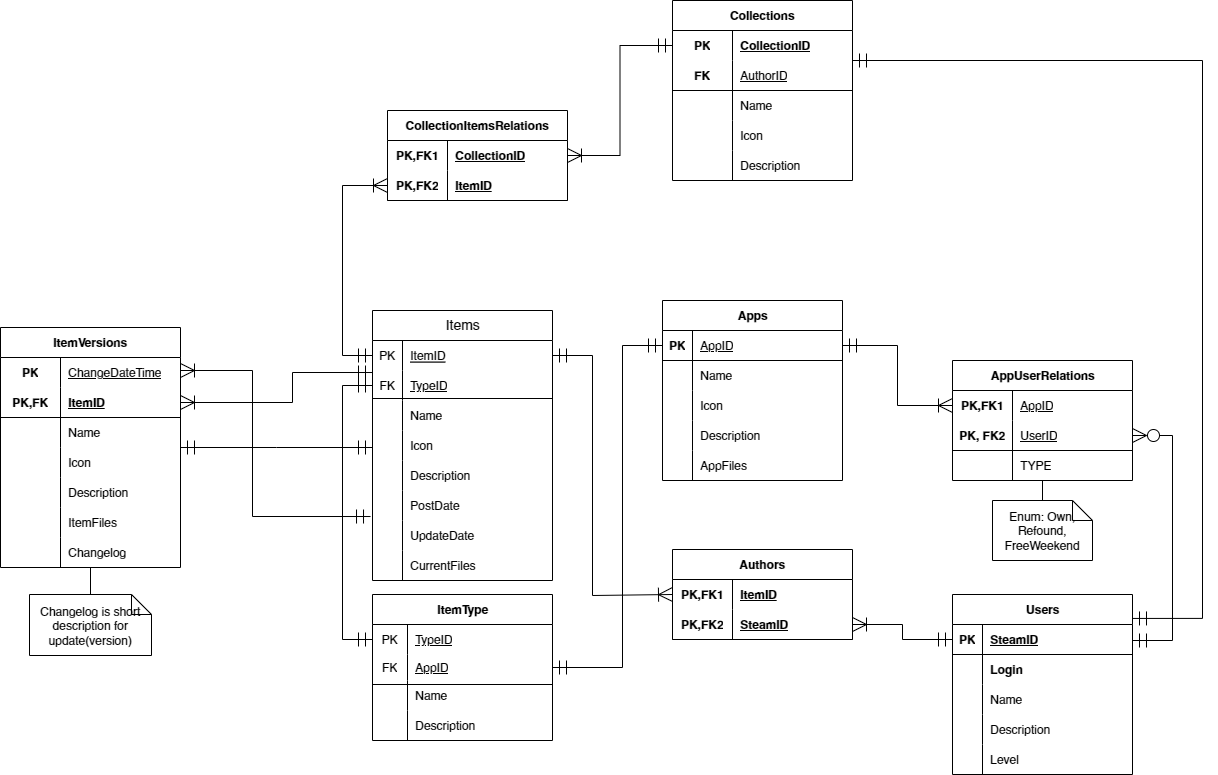 Collections
PK CollectionID
FK AuthorID
Name
Icon
Description
CollectionItemsRelations
PK,FK1 CollectionID
PK,FK2 ItemID
ItemVersions
PK ChangeDateTime
PK,FK ItemID
Name
Icon
Description
ItemFiles
Changelog
Changelog is short
description for
update(version)
Items
PK ItemID
FK TypeID
Name
Icon
Description
PostDate
UpdateDate
CurrentFiles
ItemType
PK TypeID
FK AppID
Name
Description
Apps
PK AppID
Name
Icon
Description
AppFiles
AppUserRelations
PK,FK1 AppID
PK, FK2 UserID
TYPE
Enum: Own,
Refound,
FreeWeekend
Authors
PK,FK1 ItemID
PK,FK2 SteamID
Users
PK SteamID
Login
Name
Description
Level